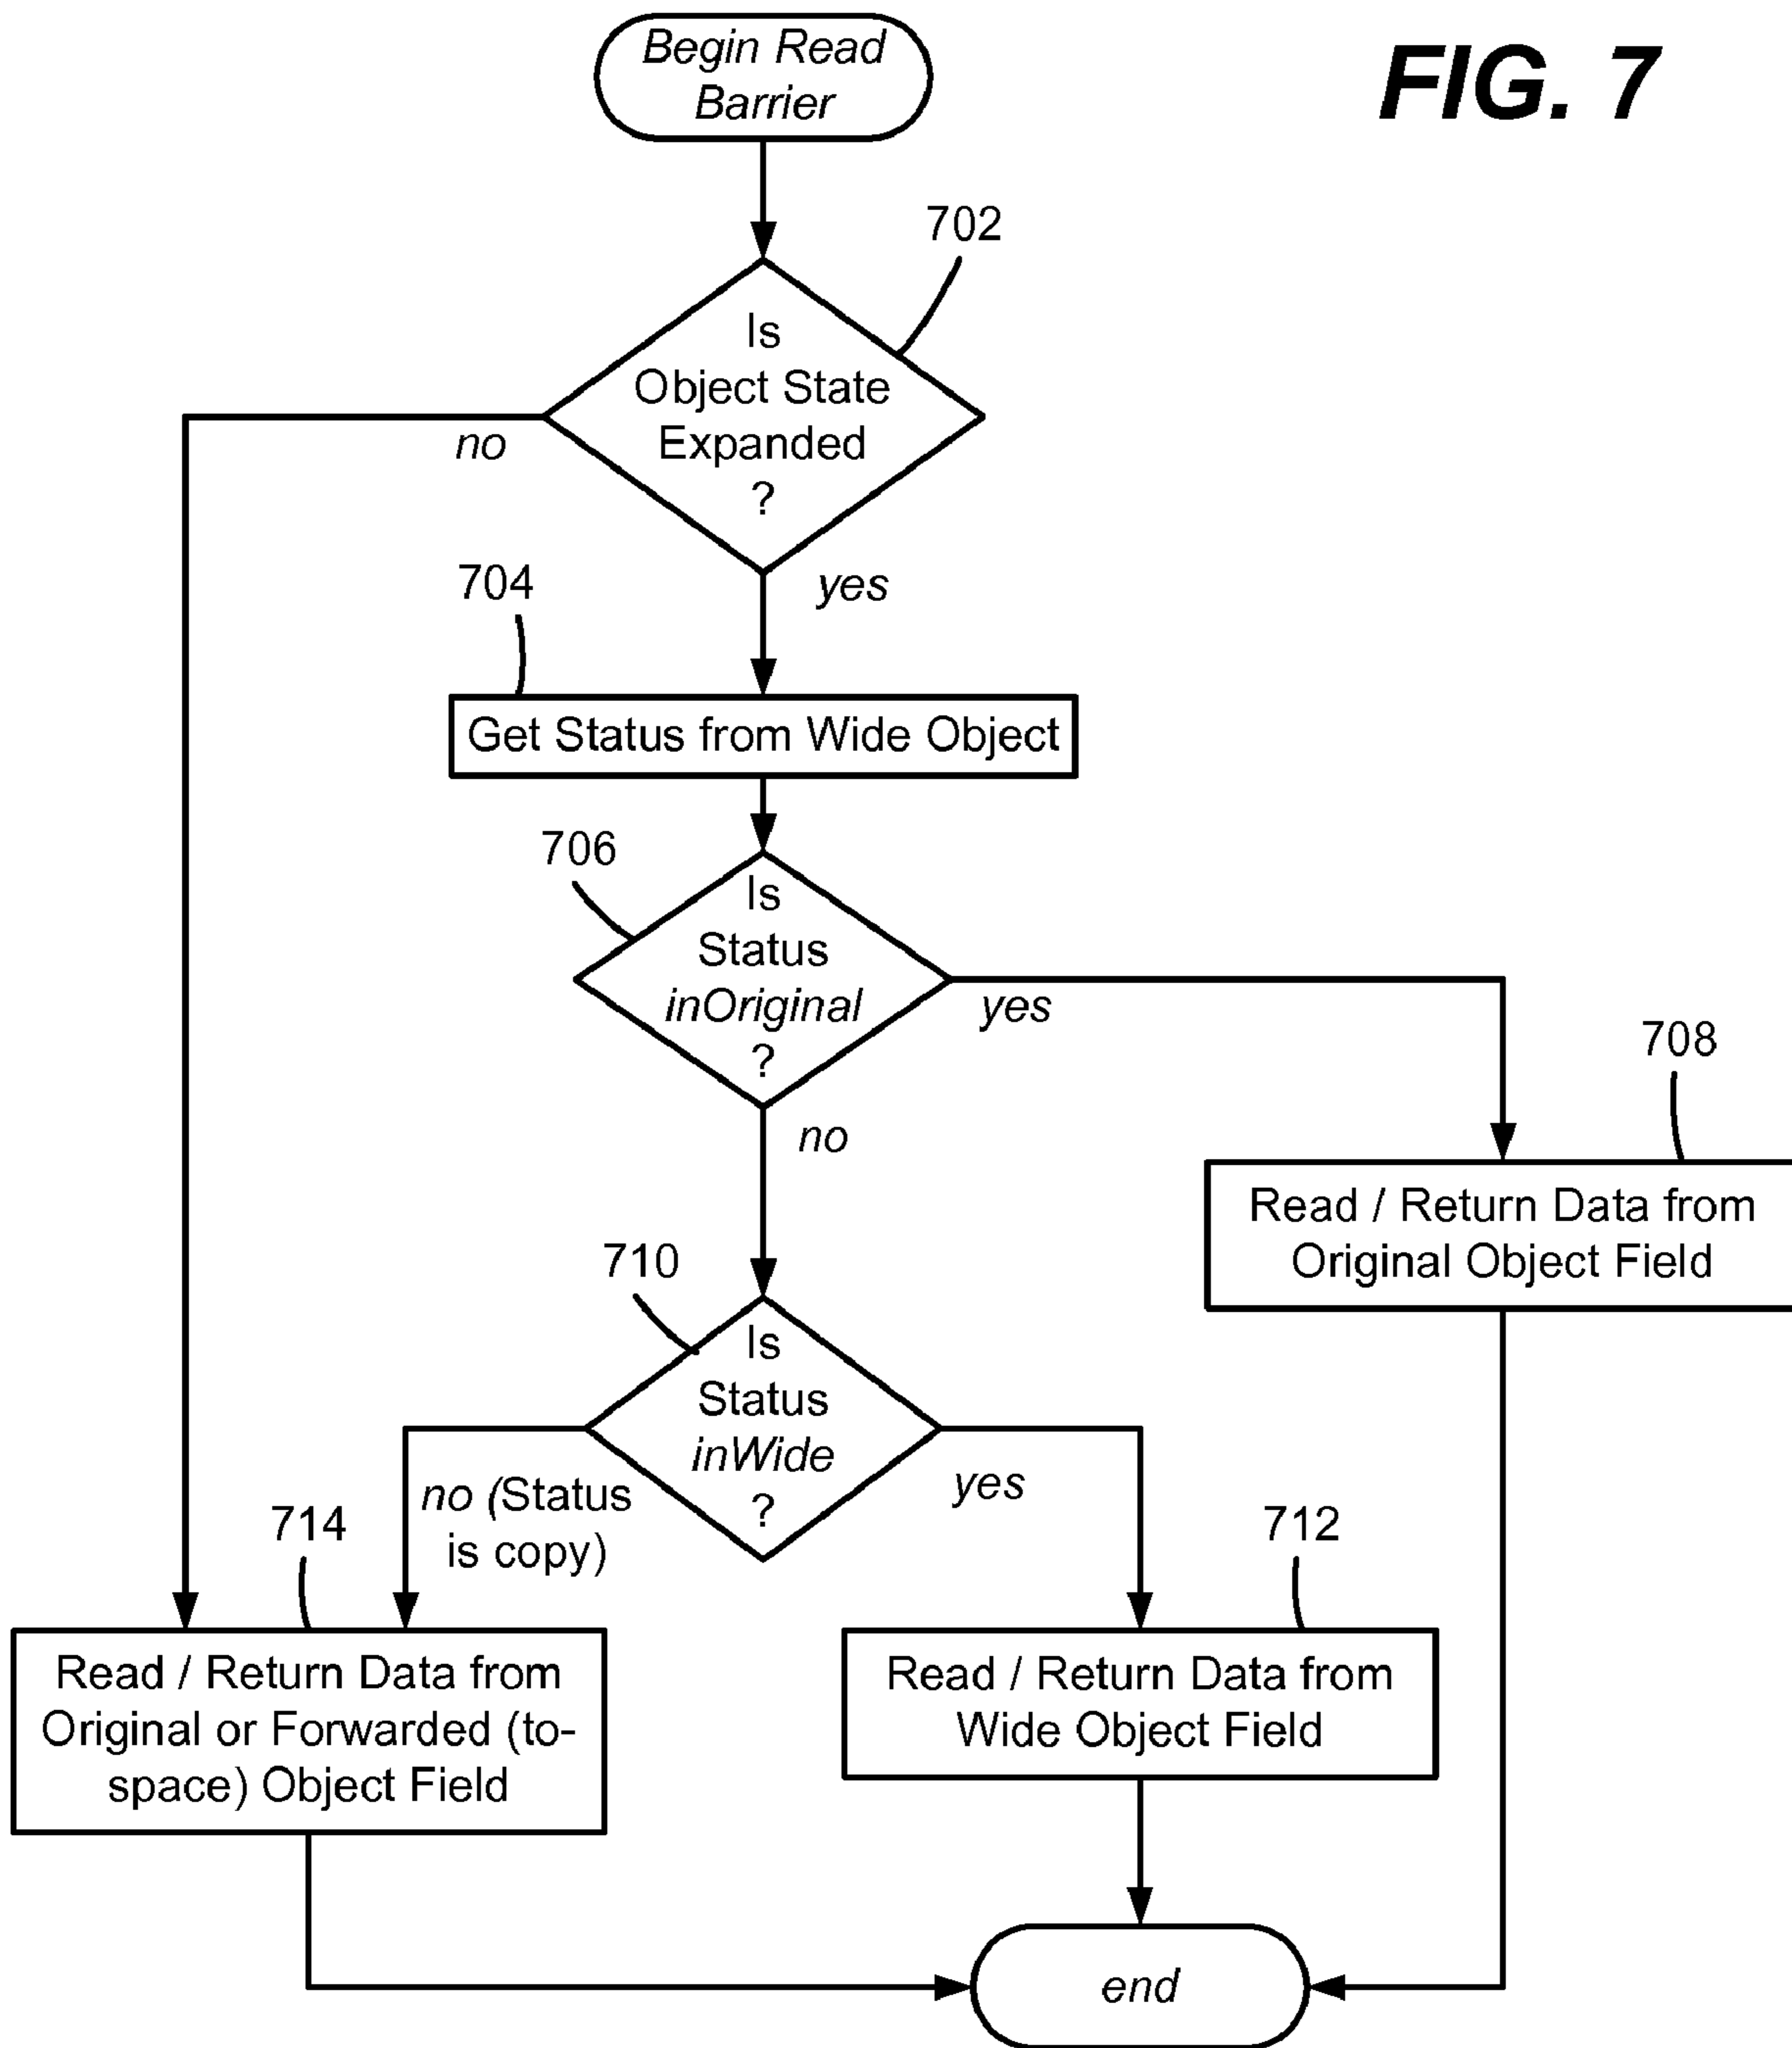 Begin Read
Barrier
FIG. 7
702
Is
Object State
Expanded
?
no
yes
704
Get Status from Wide Object
706
Is
Status
inOriginal
?
yes
no
708
Read / Return Data from
Original Object Field
710
Is
Status
inWide
?
no (Status
is copy)
yes
714
712
Read / Return Data from
Original or Forwarded (to-
space) Object Field
Read / Return Data from
Wide Object Field
end